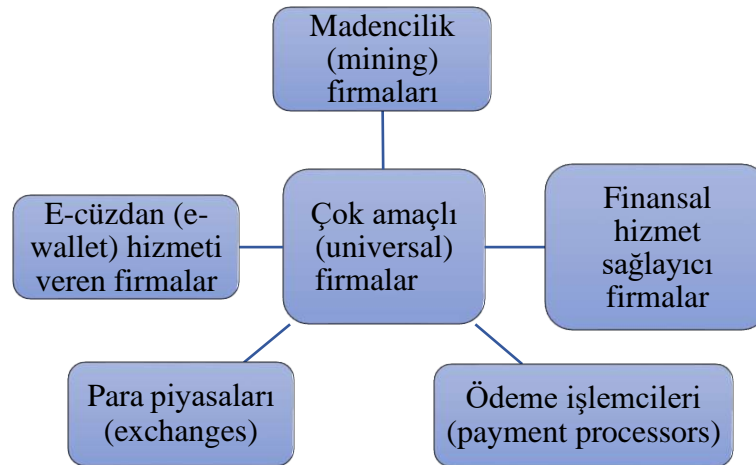 Madencilik
(mining)
firmaları
E-cüzdan (e-
wallet) hizmeti
veren firmalar
Çok amaçlı
(universal)
firmalar
Finansal
hizmet
sağlayıcı
firmalar
Para piyasaları
(exchanges)
Ödeme işlemcileri
(payment processors)